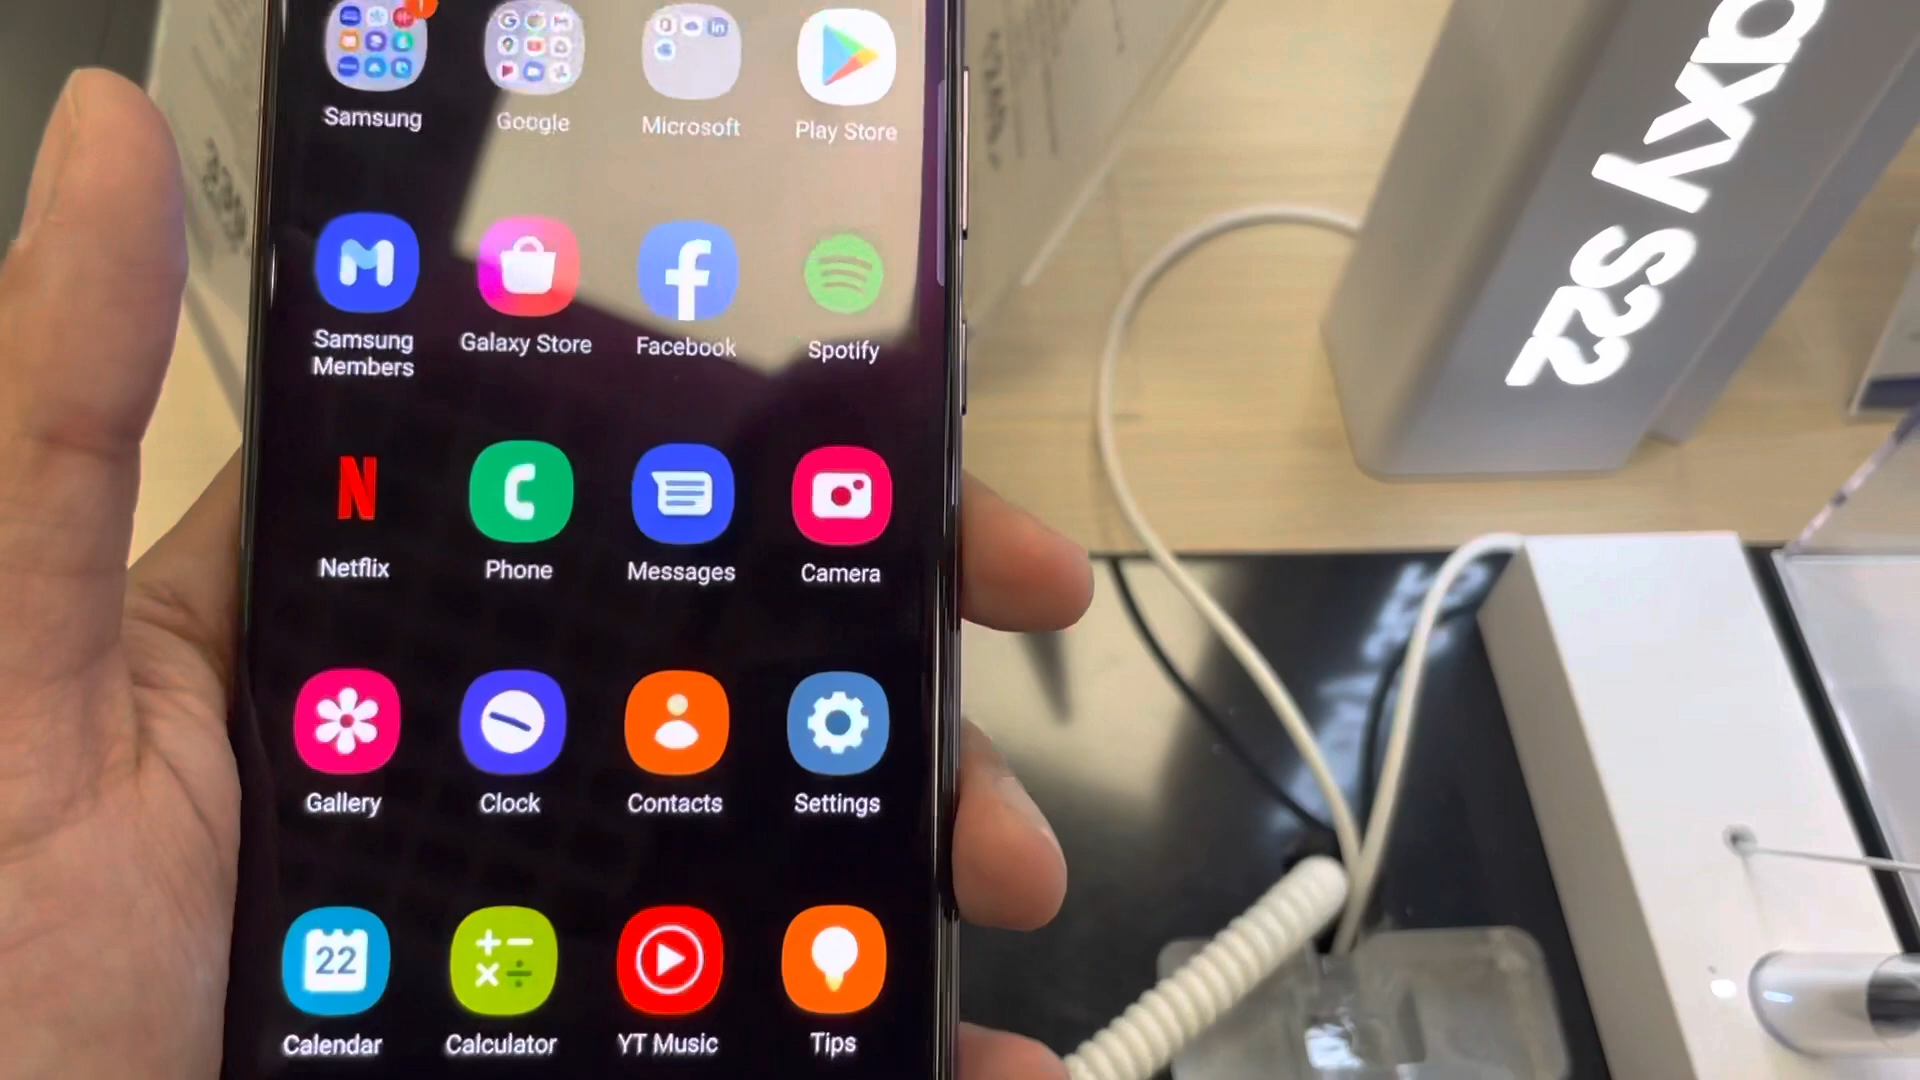 Samsung
Google
Microsoft
Play Store
Samsung
Members
Galaxy Store
Facebook
Spotify
Netflix
Phone
Messages
Camera
Gallery
Clock
Contacts
Settings
22
Calendar
Calculator
YT Music
Tips
axy S22